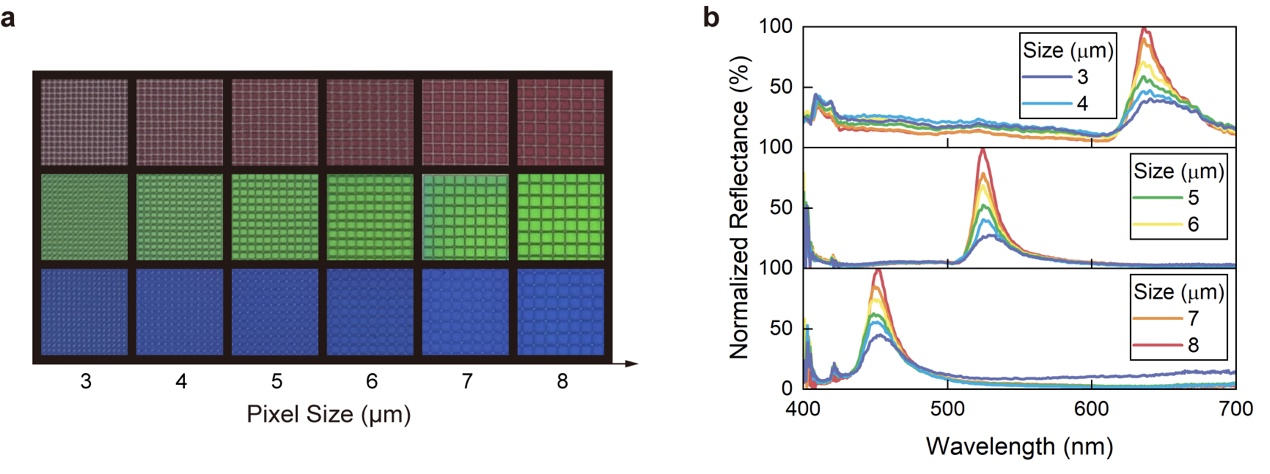 a
3 4 5 6 7 8
Pixel Size (μm)
b
Normalized Reflectance (%)
100
50
100
50
100
50
0
Size (μm)
3
4
Size (μm)
5
6
Size (μm)
7
8
400 500 600 700
Wavelength (nm)